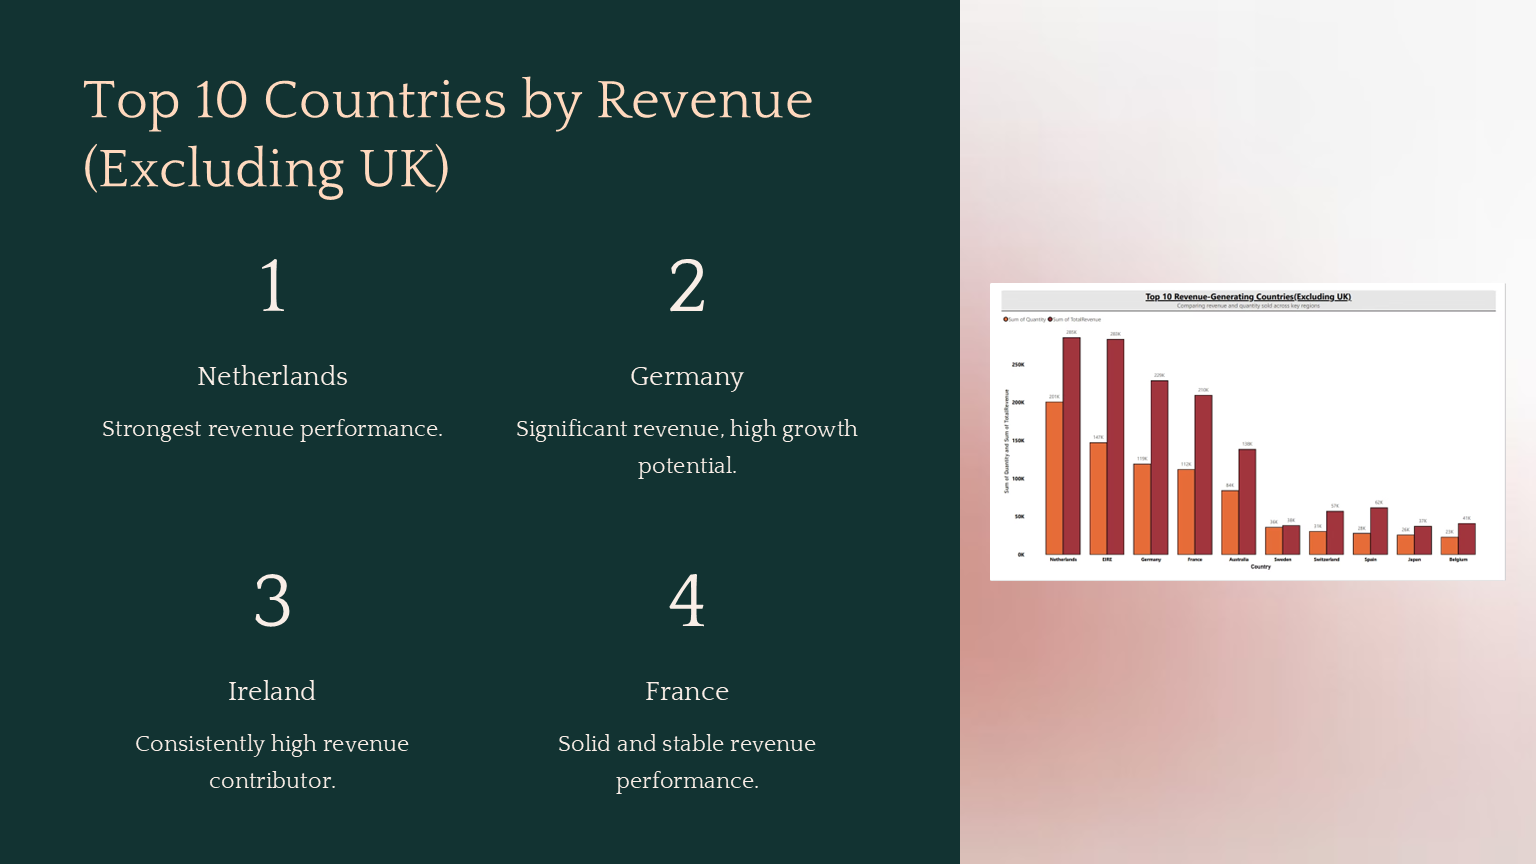 Top 10 Countries by Revenue
(Excluding UK)
1
Netherlands
Strongest revenue performance.
2
Germany
Significant revenue, high growth
potential.
3
Ireland
Consistently high revenue
contributor.
4
France
Solid and stable revenue
performance.
Top 10 Revenue-Generating Countries(Excluding UK)
Comparing revenue and quantity sold across key regions
Sum of Quantity Sum of TotalRevenue
Sum of Quantity and Sum of TotalRevenue
250K
200K
150K
100K
50K
0K
201K
285K
147K
283K
119K
229K
112K
210K
84K
138K
36K
38K
31K
57K
28K
62K
26K
37K
23K
41K
Netherlands EIRE Germany France Australia Sweden Switzerland Spain Japan Belgium
Country